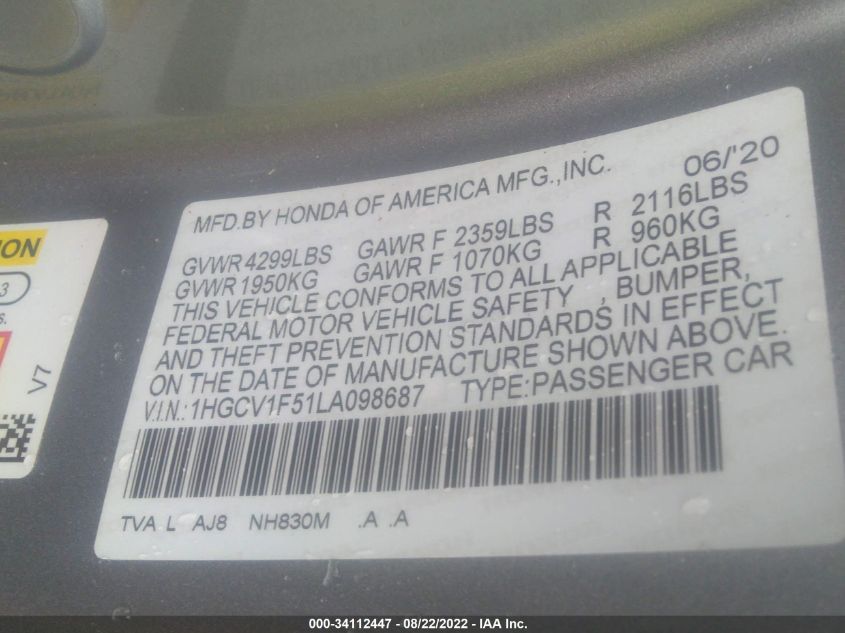 MFD.BY HONDA OF AMERICA MFG.,INC. 06/'20
GVWR 4299LBS GAWR F 2359LBS R 2116LBS
GVWR 1950KG GAWR F 1070KG R 960KG
THIS VEHICLE CONFORMS TO ALL APPLICABLE
FEDERAL MOTOR VEHICLE SAFETY , BUMPER,
AND THEFT PREVENTION STANDARDS IN EFFECT
ON THE DATE OF MANUFACTURE SHOWN ABOVE.
V.I.N.:1HGCV1F51LA098687 TYPE:PASSENGER CAR
TVA L AJ8 NH830M .A .A
V7
000-34112447 - 08/22/2022 - IAA Inc.